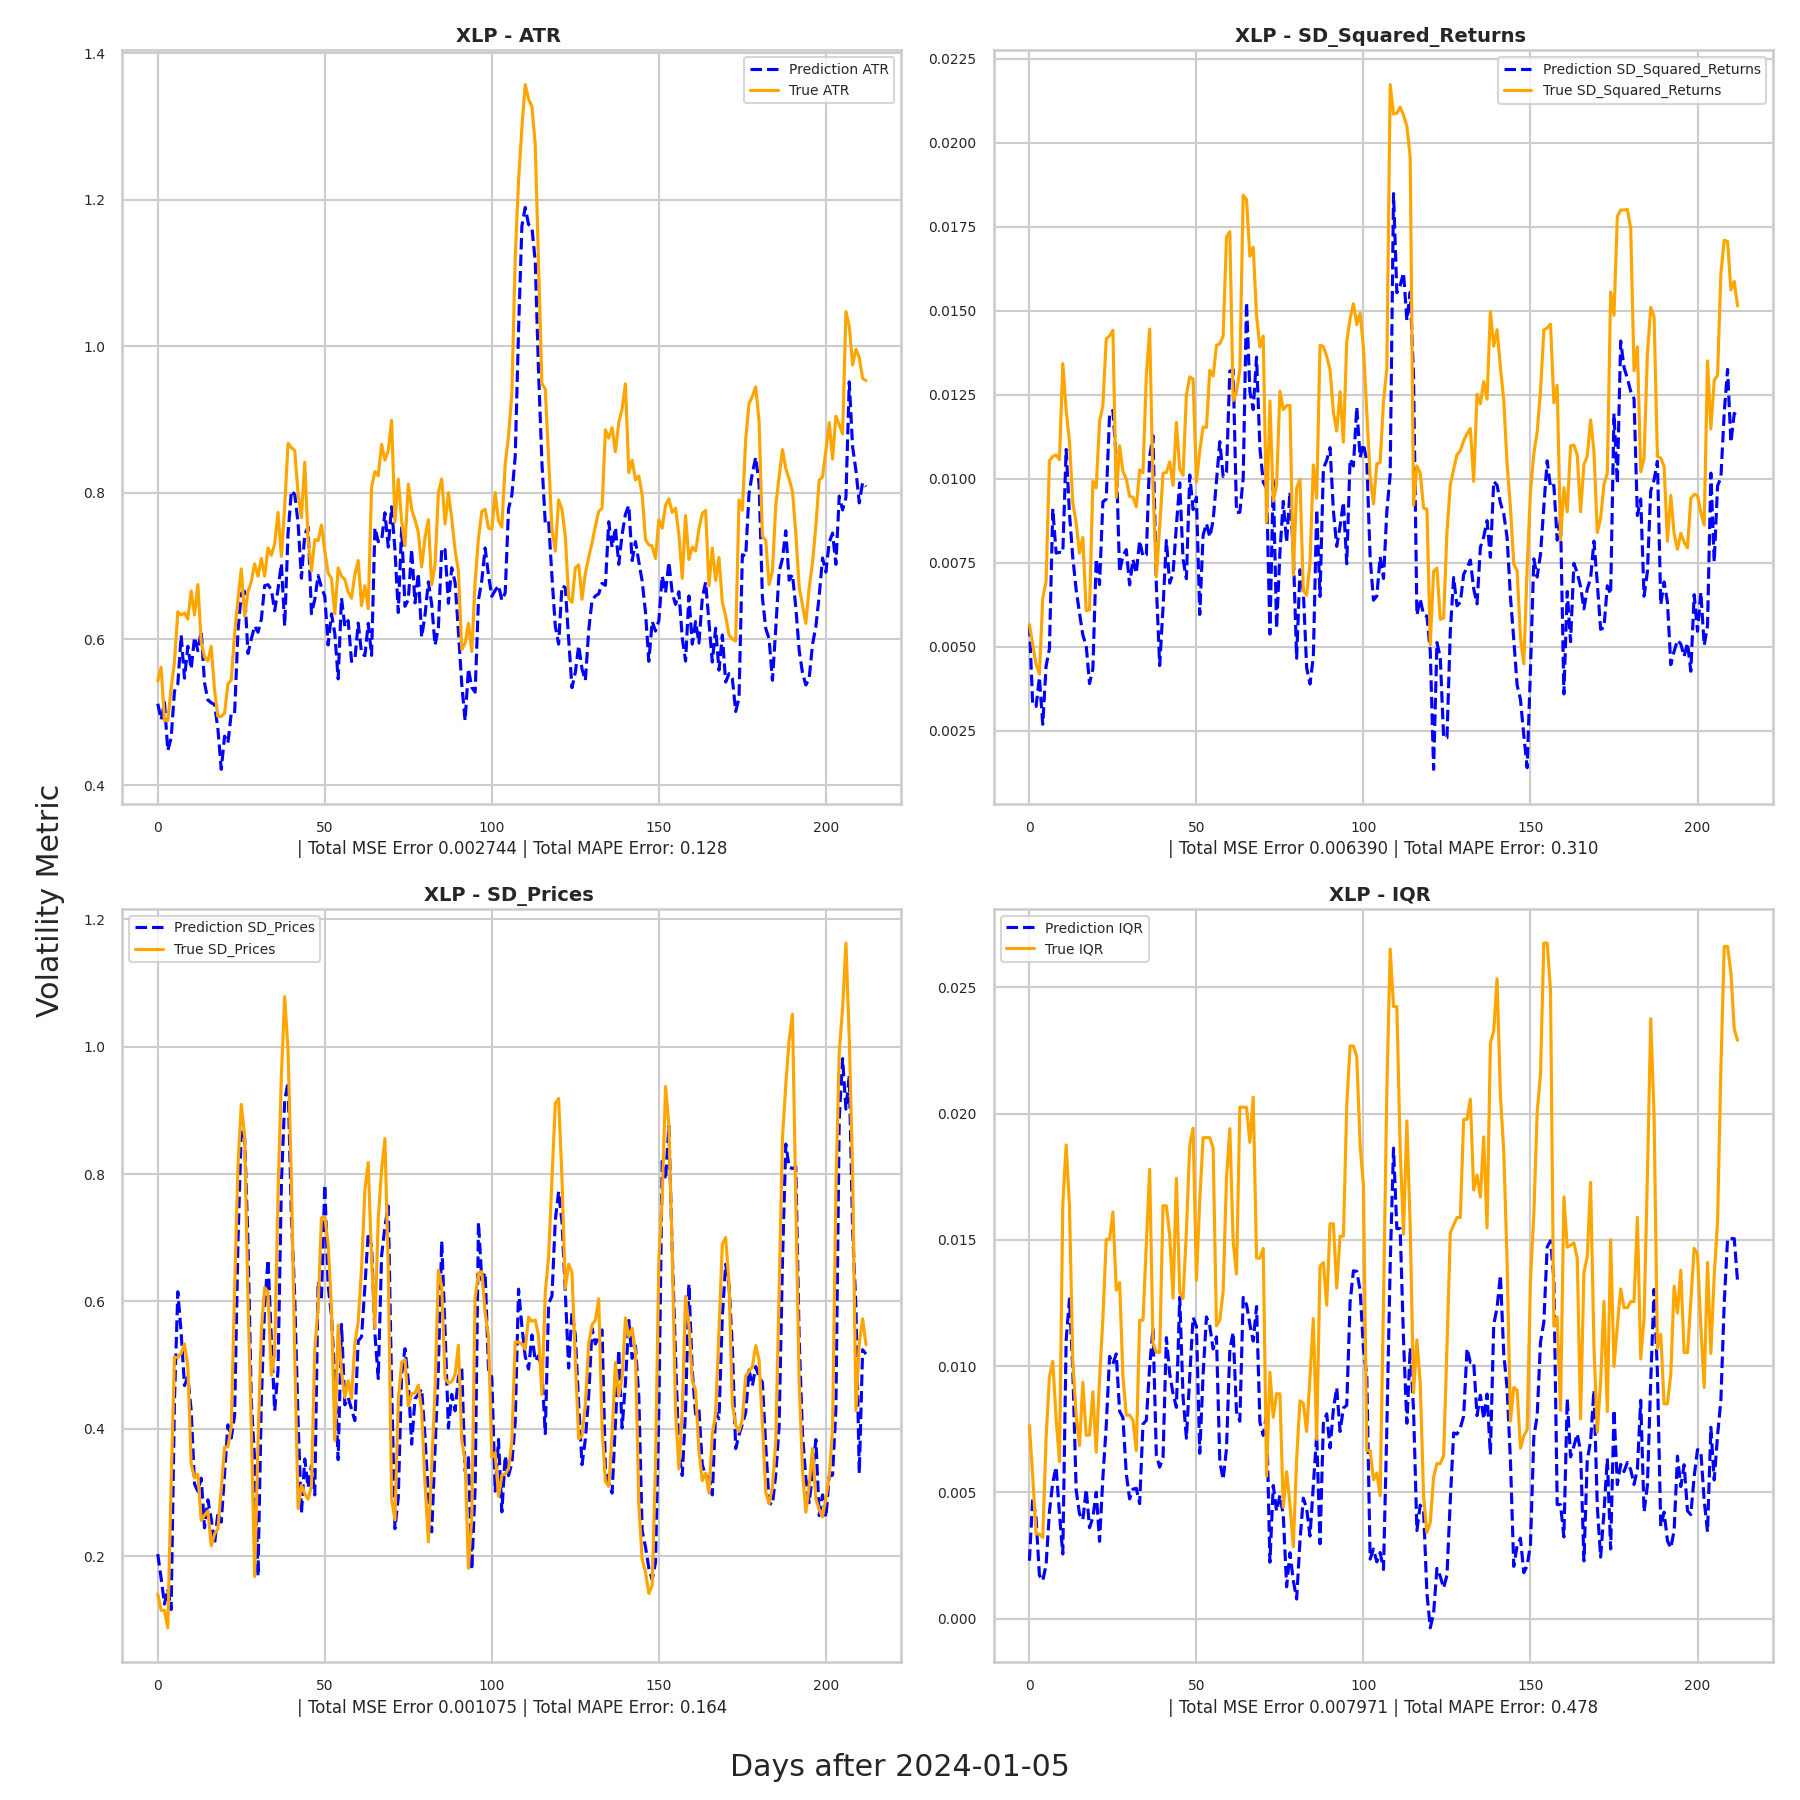 XLP - ATR
1.4
1.2
1.0
0.8
0.6
0.4
Prediction ATR
True ATR
0 50 100 150 200
| Total MSE Error 0.002744 | Total MAPE Error: 0.128
XLP - SD_Squared_Returns
0.0225
0.0200
0.0175
0.0150
0.0125
0.0100
0.0075
0.0050
0.0025
Prediction SD_Squared_Returns
True SD_Squared_Returns
0 50 100 150 200
| Total MSE Error 0.006390 | Total MAPE Error: 0.310
Volatility Metric
XLP - SD_Prices
1.2
1.0
0.8
0.6
0.4
0.2
Prediction SD_Prices
True SD_Prices
0 50 100 150 200
| Total MSE Error 0.001075 | Total MAPE Error: 0.164
XLP - IQR
0.025
0.020
0.015
0.010
0.005
0.000
Prediction IQR
True IQR
0 50 100 150 200
| Total MSE Error 0.007971 | Total MAPE Error: 0.478
Days after 2024-01-05